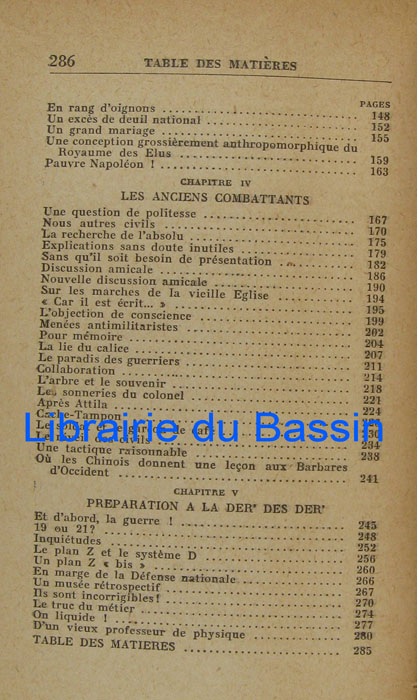 286 TABLE DES MATIÈRES
PAGES
En rang d'oignons 148
Un excès de deuil national 152
Un grand mariage 155
Une conception grossièrement anthropomorphique du
Royaume des Elus 159
Pauvre Napoléon ! 163
CHAPITRE IV
LES ANCIENS COMBATTANTS
Une question de politesse 167
Nous autres civils 170
La recherche de l'absolu 175
Explications sans doute inutiles 179
Sans qu'il soit besoin de présentation 182
Discussion amicale 186
Nouvelle discussion amicale 190
Sur les marches de la vieille Eglise 194
« Car il est écrit... » 195
L'objection de conscience 199
Menées antimilitaristes 202
Pour mémoire 204
La lie du calice 207
Le paradis des guerriers 211
Collaboration 214
L'arbre et le souvenir 218
Les sonneries du colonel 221
Après Attila 224
Cache-Tampon
Librairie du Bassin
234
Une tactique raisonnable 238
Où les Chinois donnent une leçon aux Barbares
d'Occident 241
CHAPITRE V
PREPARATION A LA DER' DES DER'
Et d'abord, la guerre ! 245
19 ou 21? 248
Inquiétudes 252
Le plan Z et le système D 256
Un plan Z « bis » 260
En marge de la Défense nationale 266
Un musée rétrospectif 267
Ils sont incorrigibles! 270
Le truc du métier 274
On liquide ! 277
D'un vieux professeur de physique 280
TABLE DES MATIERES 285